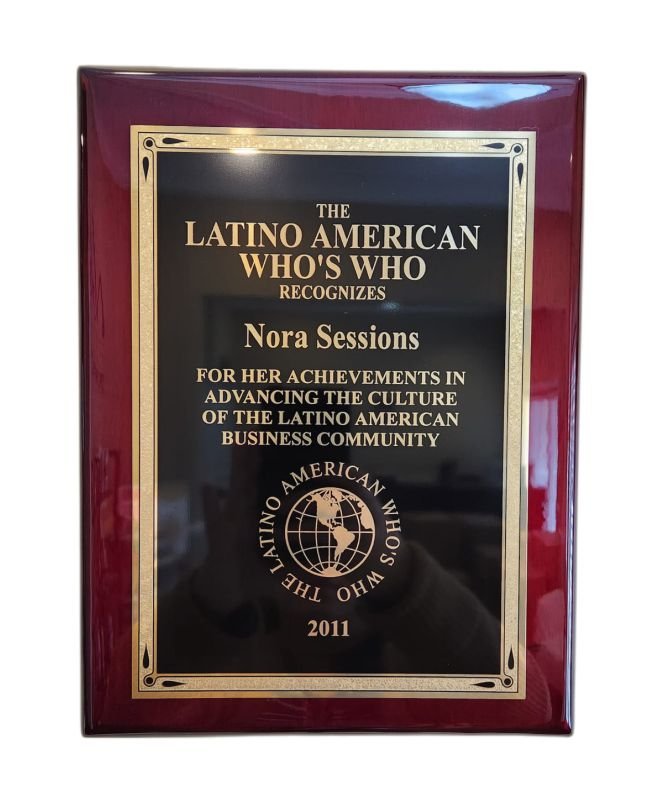 THE
LATINO AMERICAN
WHO'S WHO
RECOGNIZES
Nora Sessions
FOR HER ACHIEVEMENTS IN
ADVANCING THE CULTURE
OF THE LATINO AMERICAN
BUSINESS COMMUNITY
THE LATINO AMERICAN WHO'S WHO
2011